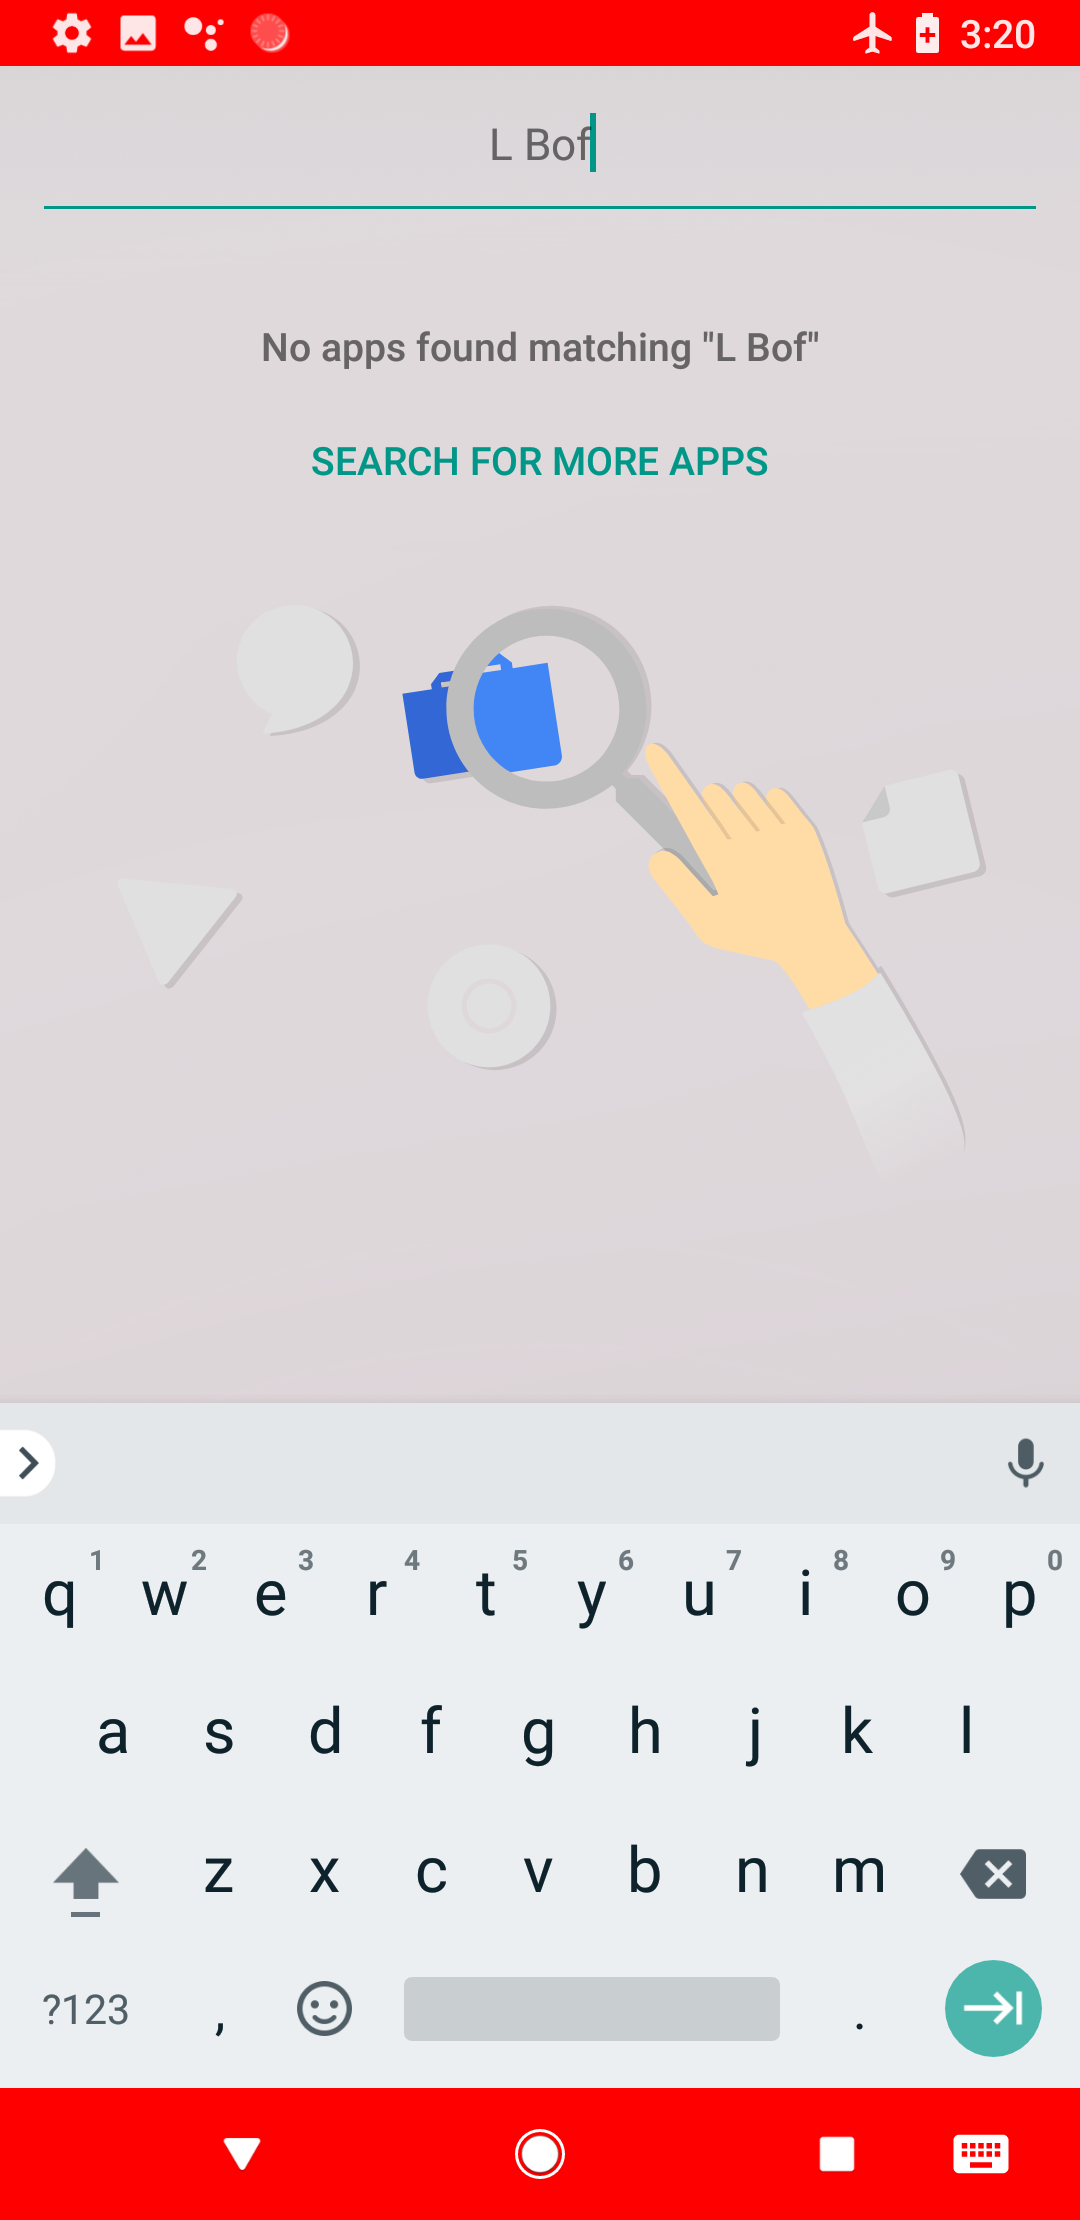 3:20
L Bof
No apps found matching "L Bof"
SEARCH FOR MORE APPS
1 2 3 4 5 6 7 8 9 0
q w e r t y u i o p
a s d f g h j k l
z x c v b n m
?123 , .